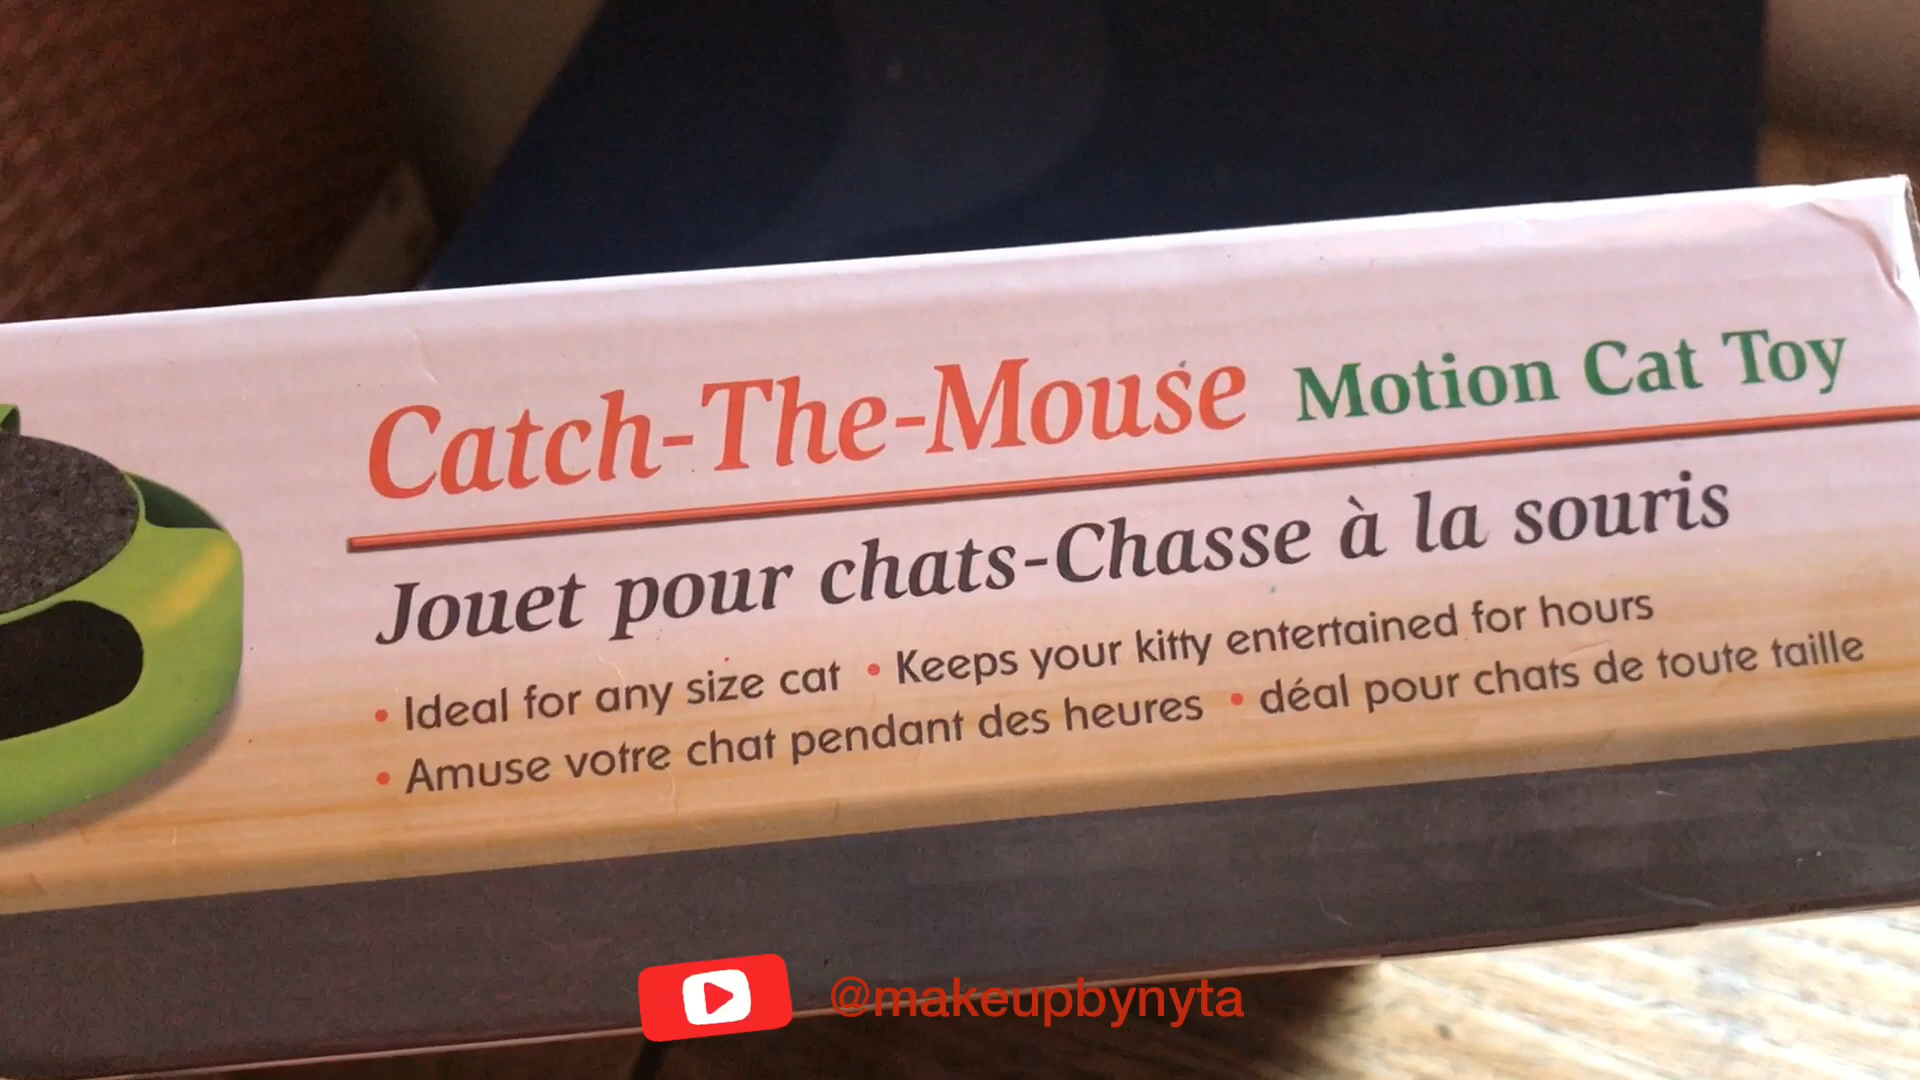 Catch-The-Mouse Motion Cat Toy
Jouet pour chats-Chasse à la souris
• Ideal for any size cat • Keeps your kitty entertained for hours
• Amuse votre chat pendant des heures • déal pour chats de toute taille
@makeupbynyta